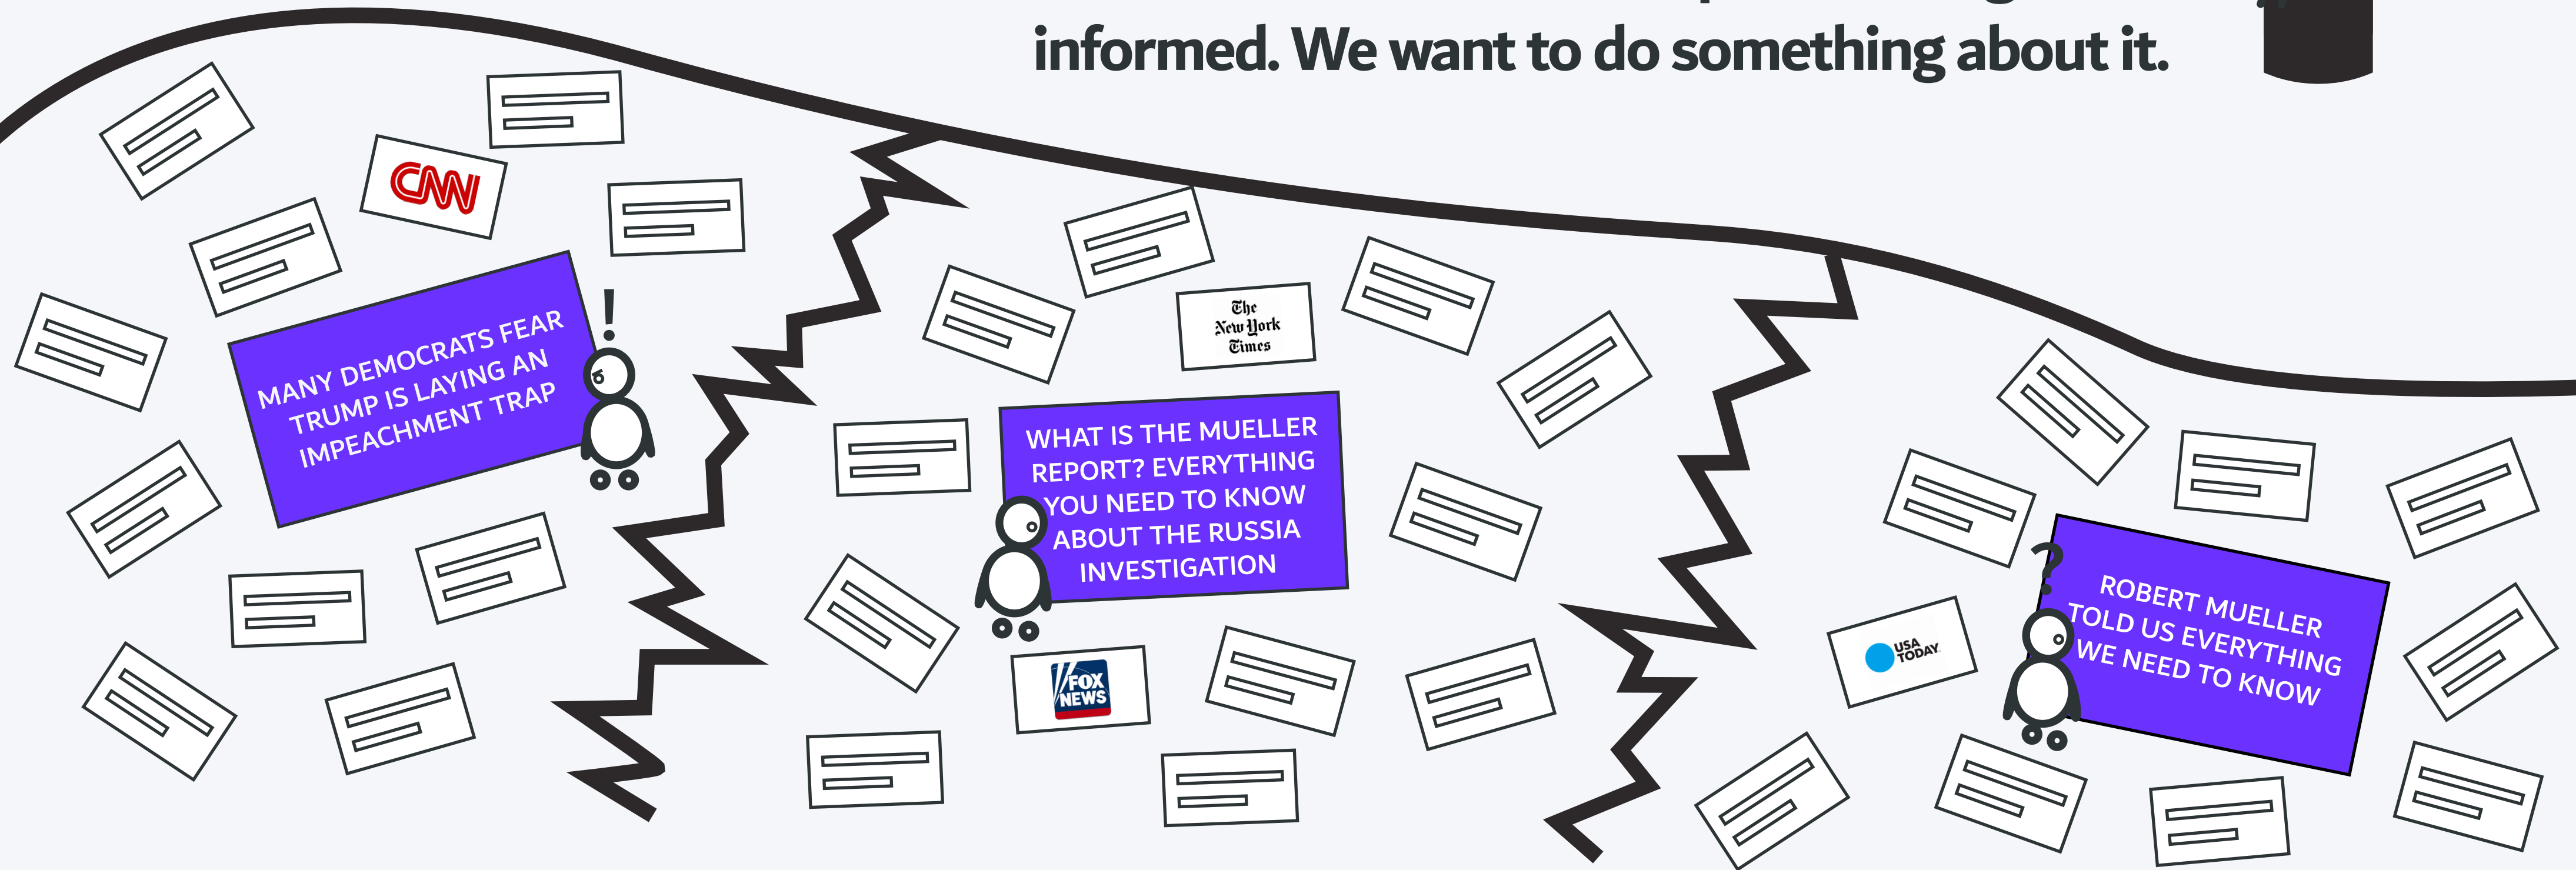 informed. We want to do something about it.
CNN
MANY DEMOCRATS FEAR
TRUMP IS LAYING AN
IMPEACHMENT TRAP
!
The
New York
Times
WHAT IS THE MUELLER
REPORT? EVERYTHING
YOU NEED TO KNOW
ABOUT THE RUSSIA
INVESTIGATION
FOX
NEWS
?
ROBERT MUELLER
TOLD US EVERYTHING
WE NEED TO KNOW
USA
TODAY